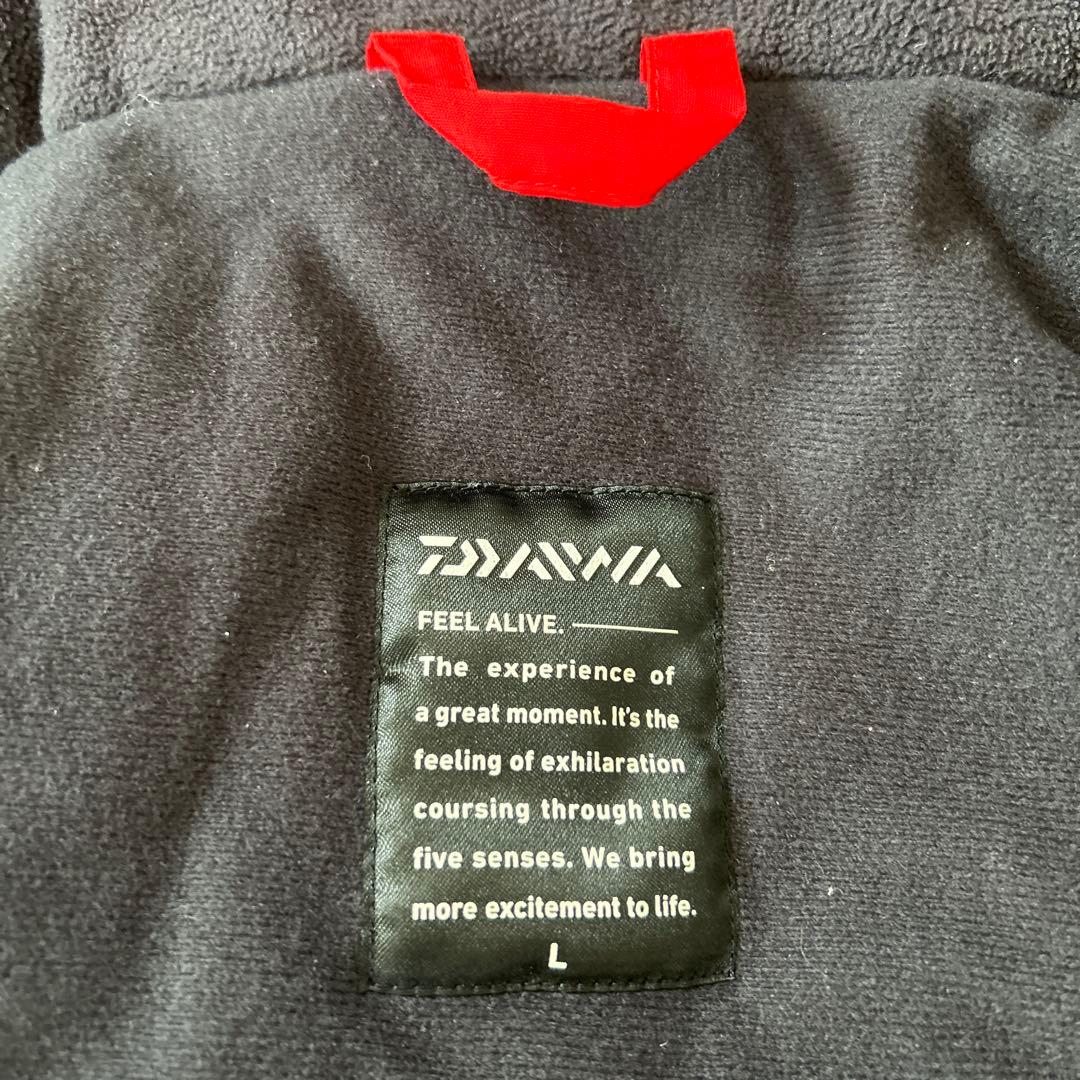 DAIWA
FEEL ALIVE.
The experience of
a great moment. It's the
feeling of exhilaration
coursing through the
five senses. We bring
more excitement to life.
L